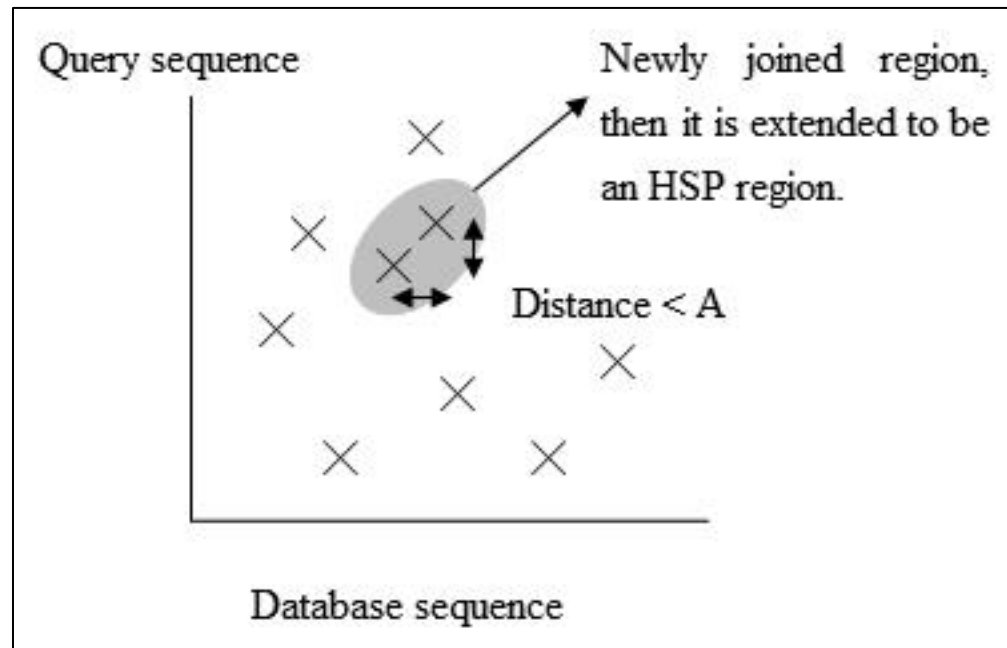 Query sequence
Newly joined region,
then it is extended to be
an HSP region.
Distance < A
Database sequence